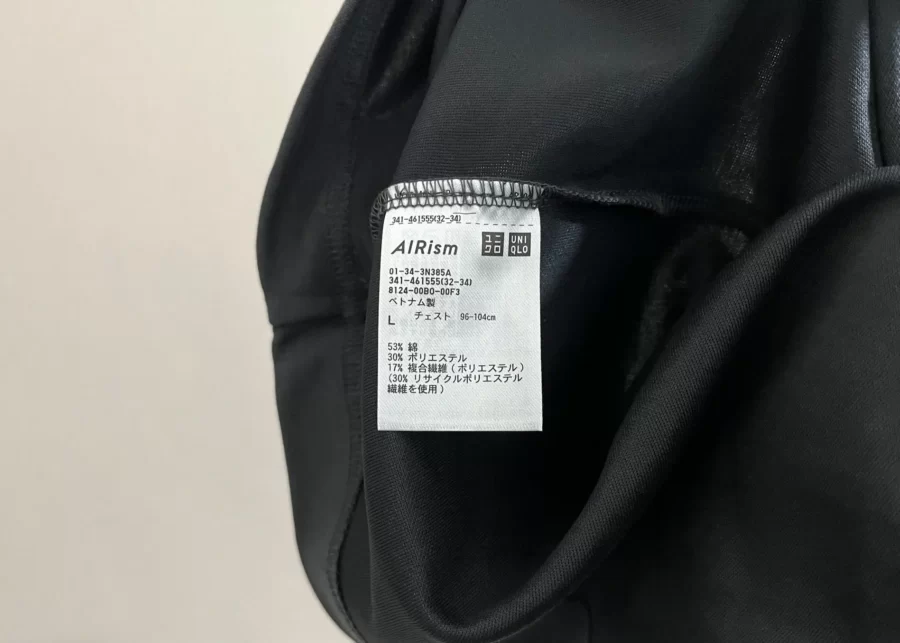 341-461555(32-34)
AIRism ユニクロ UNIQLO
01-34-3N385A
341-461555(32-34)
8124-00B0-00F3
ベトナム製
L チェスト 96-104cm
53% 綿
30% ポリエステル
17% 複合繊維 ( ポリエステル )
(30% リサイクルポリエステル
繊維を使用 )